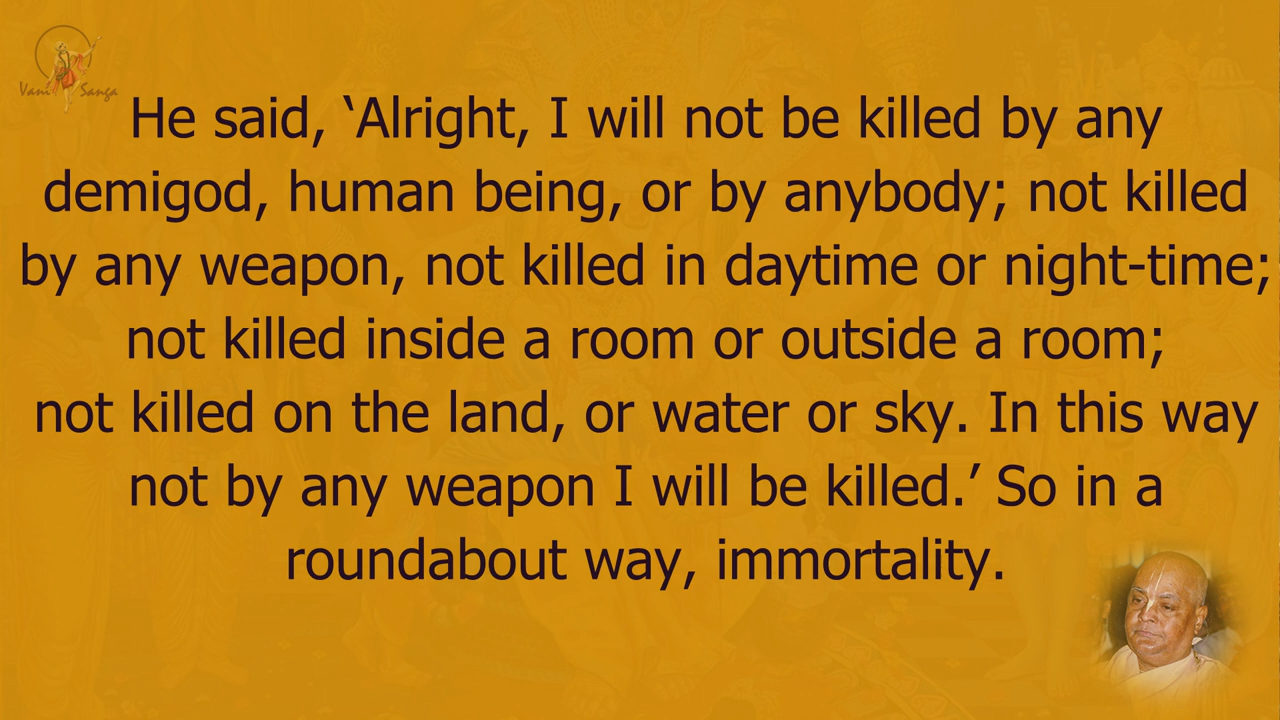 Vani Sanga
He said, ‘Alright, I will not be killed by any
demigod, human being, or by anybody; not killed
by any weapon, not killed in daytime or night-time;
not killed inside a room or outside a room;
not killed on the land, or water or sky. In this way
not by any weapon I will be killed.’ So in a
roundabout way, immortality.